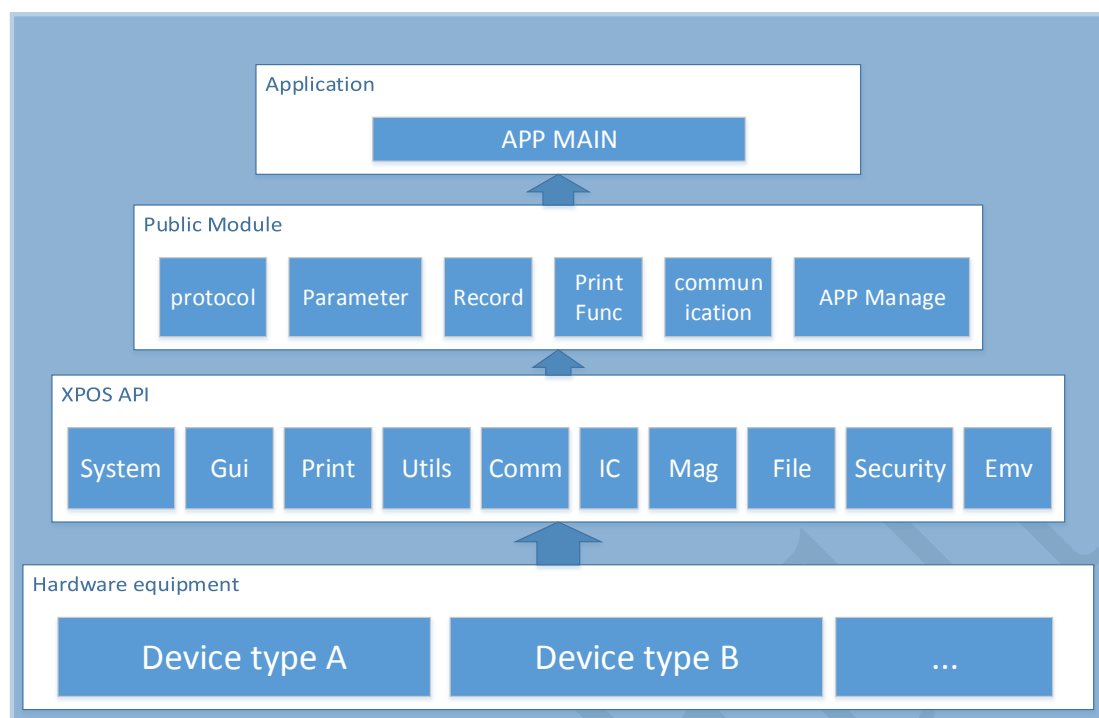 Application
APP MAIN
Public Module
protocol
Parameter
Record
Print
Func
commun
ication
APP Manage
XPOS API
System
Gui
Print
Utils
Comm
IC
Mag
File
Security
Emv
Hardware equipment
Device type A
Device type B
...